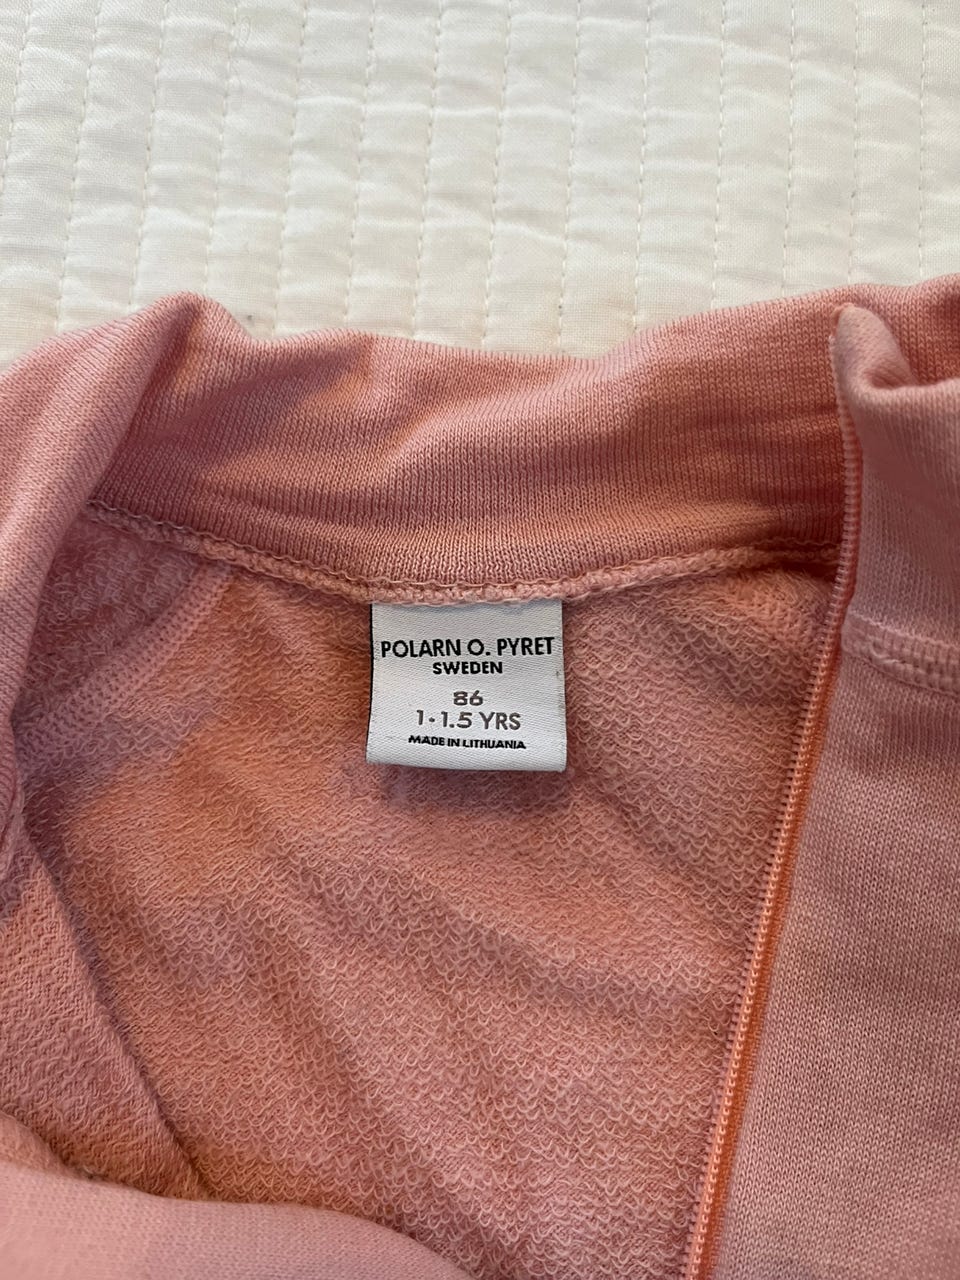 POLARN O. PYRET
SWEDEN
86
1-1.5 YRS
MADE IN LITHUANIA